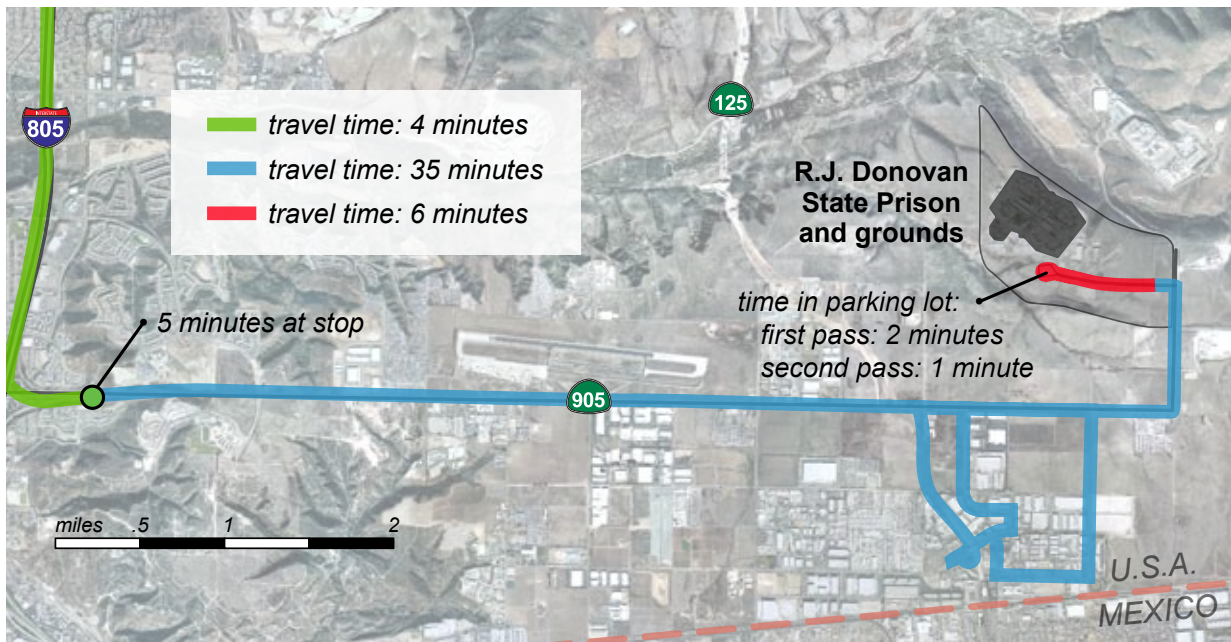 INTERSTATE
805
travel time: 4 minutes
travel time: 35 minutes
travel time: 6 minutes
125
R.J. Donovan
State Prison
and grounds
time in parking lot:
first pass: 2 minutes
second pass: 1 minute
5 minutes at stop
905
miles .5 1 2
U.S.A.
MEXICO